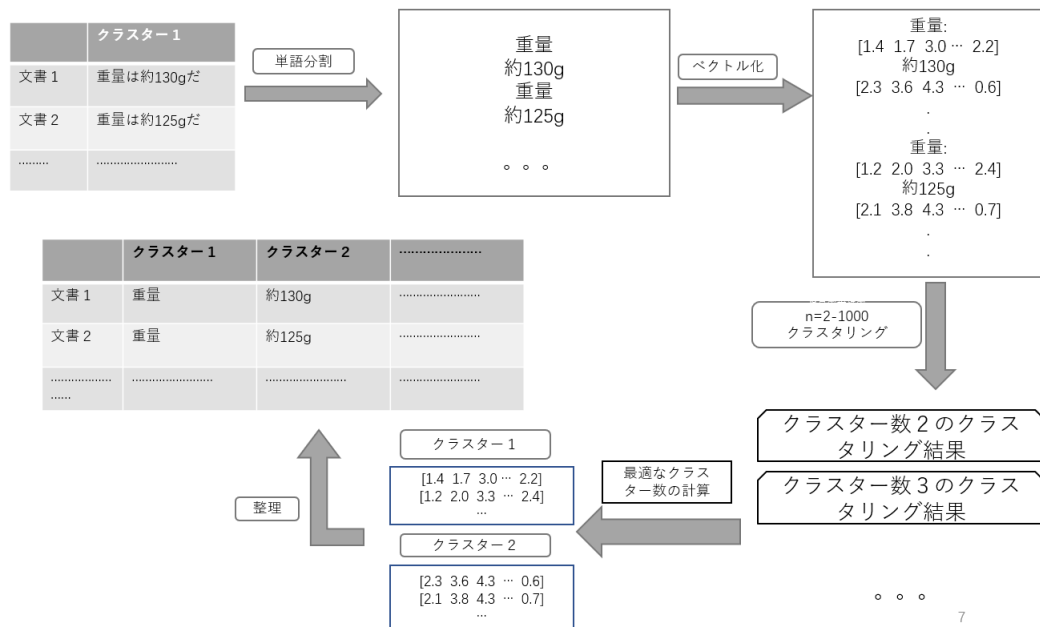 クラスター 1
文書 1 重量は約130gだ
文書 2 重量は約125gだ
......... .......................
単語分割
重量
約130g
重量
約125g
。。。
ベクトル化
重量:
[1.4 1.7 3.0 … 2.2]
約130g
[2.3 3.6 4.3 … 0.6]
.
.
重量:
[1.2 2.0 3.3 … 2.4]
約125g
[2.1 3.8 4.3 … 0.7]
.
.
n=2-1000
クラスタリング
クラスター数 2 のクラス
タリング結果
クラスター数 3 のクラス
タリング結果
。。。
最適なクラス
ター数の計算
クラスター 1
[1.4 1.7 3.0 … 2.2]
[1.2 2.0 3.3 … 2.4]
…
クラスター 2
[2.3 3.6 4.3 … 0.6]
[2.1 3.8 4.3 … 0.7]
…
整理
クラスター 1 クラスター 2 .....................
文書 1 重量 約130g .......................
文書 2 重量 約125g .......................
.................. ....................... ....................... .......................
......
7